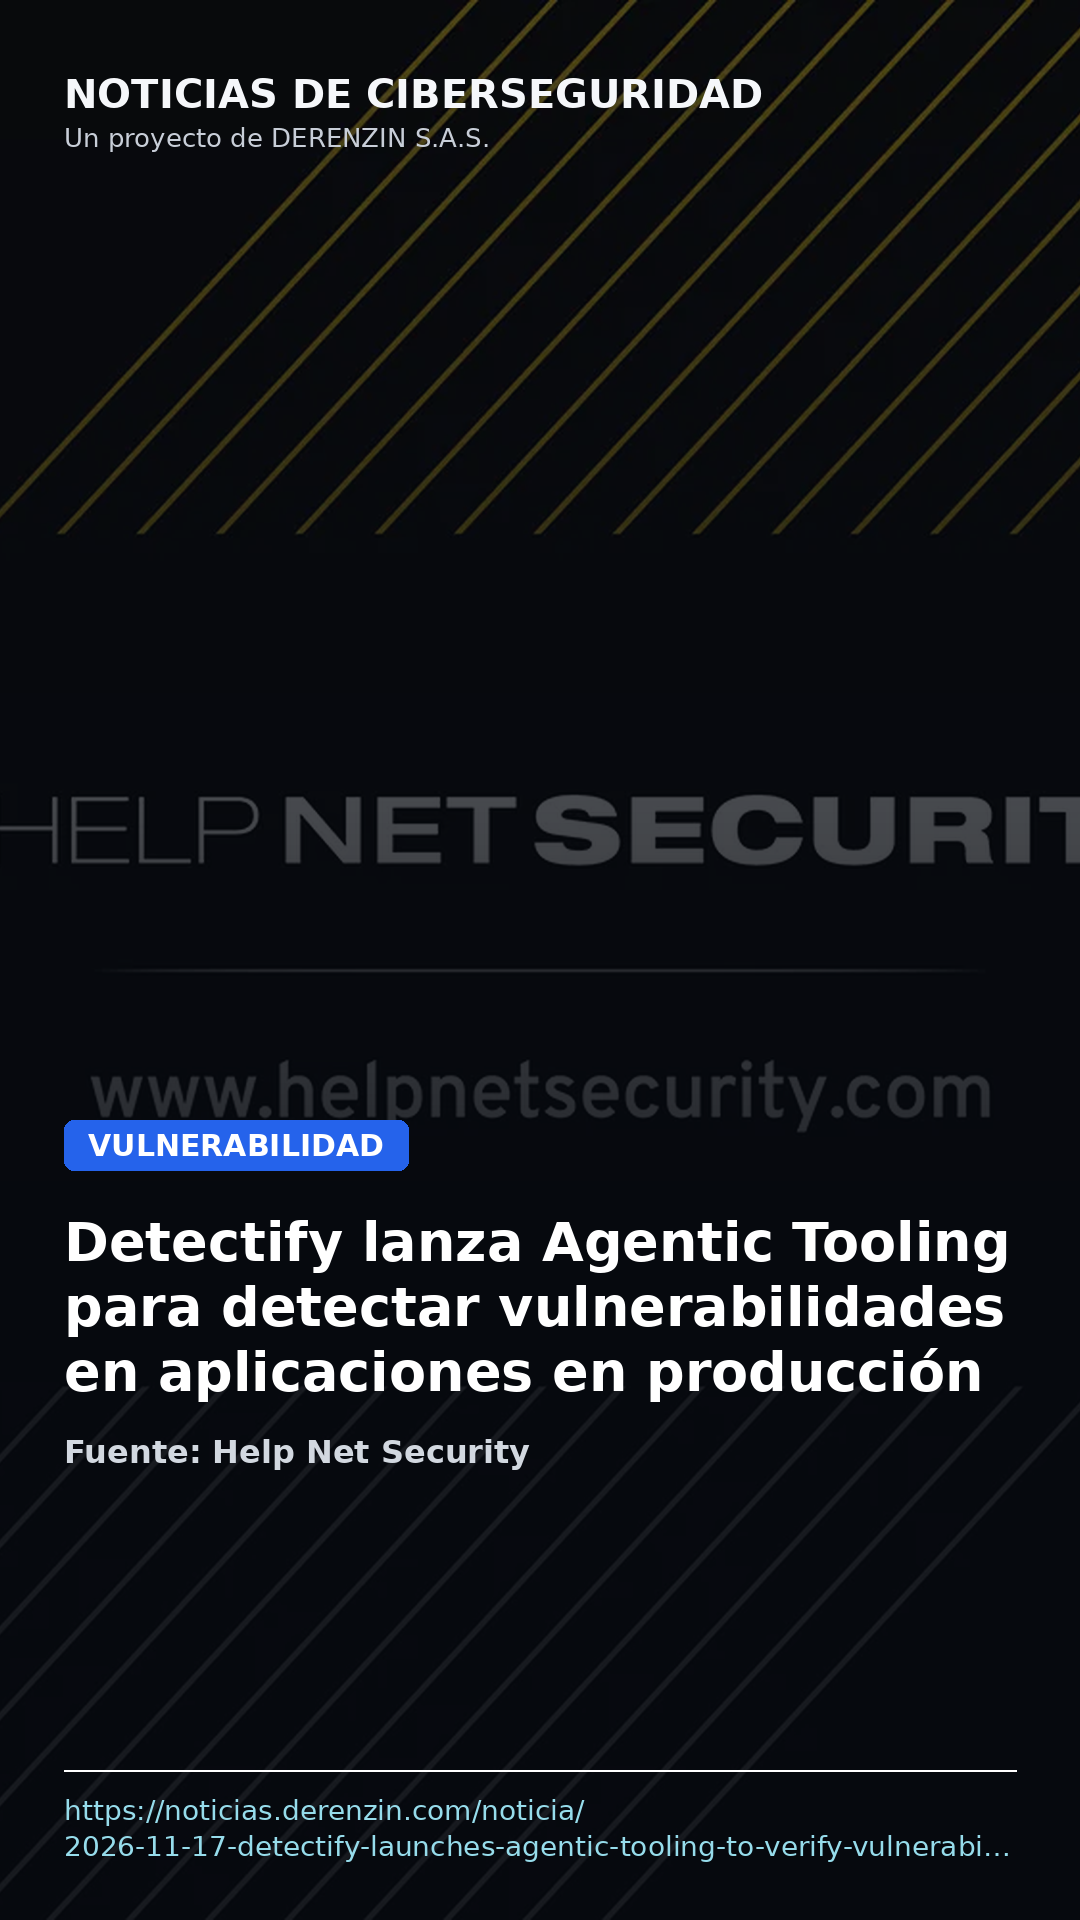 NOTICIAS DE CIBERSEGURIDAD
Un proyecto de DERENZIN S.A.S.
HELP NET SECURIT
www.helpnetsecurity.com
VULNERABILIDAD
Detectify lanza Agentic Tooling
para detectar vulnerabilidades
en aplicaciones en producción
Fuente: Help Net Security
https://noticias.derenzin.com/noticia/
2026-11-17-detectify-launches-agentic-tooling-to-verify-vulnerabi...